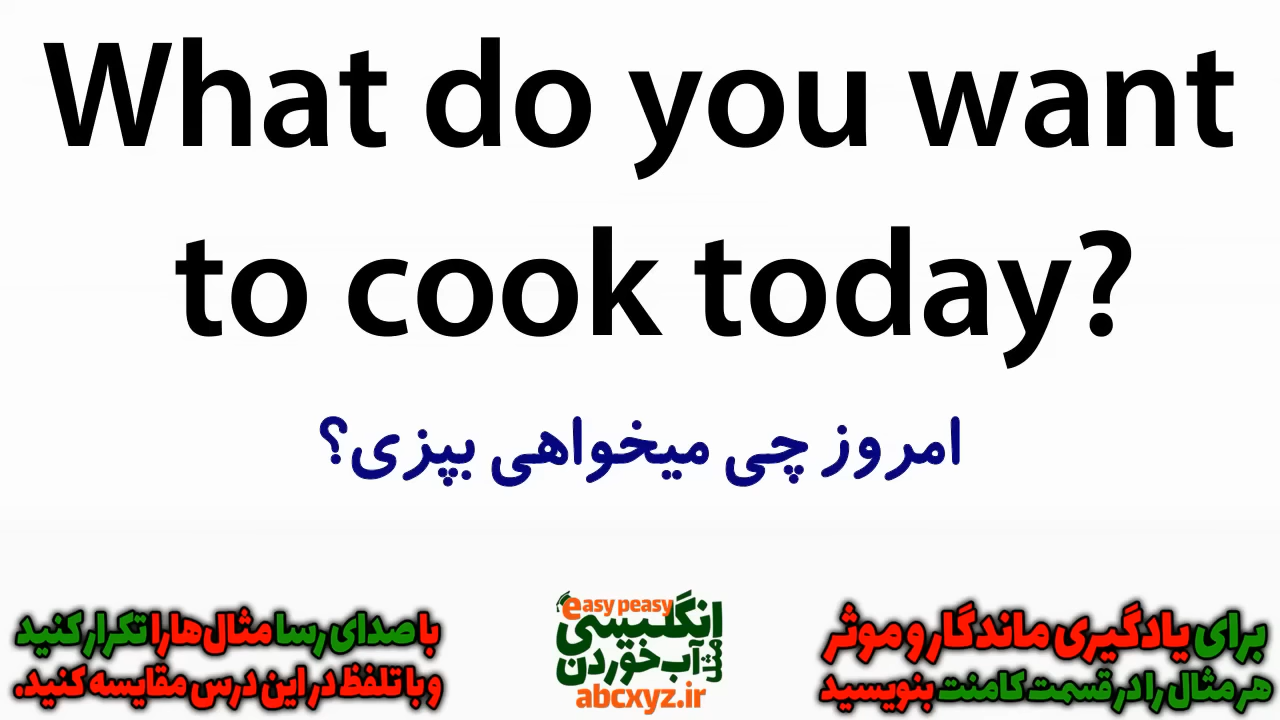 What do you want
to cook today?
امروز چی میخواهی بپزی؟
برای یادگیری ماندگار و موثر
هر مثال را در قسمت کامنت بنویسید
easy peasy
انگلیسی
مثل آب خوردن
abcxyz.ir
با صدای رسا مثال‌ها را تکرار کنید
و با تلفظ در این درس مقایسه کنید.